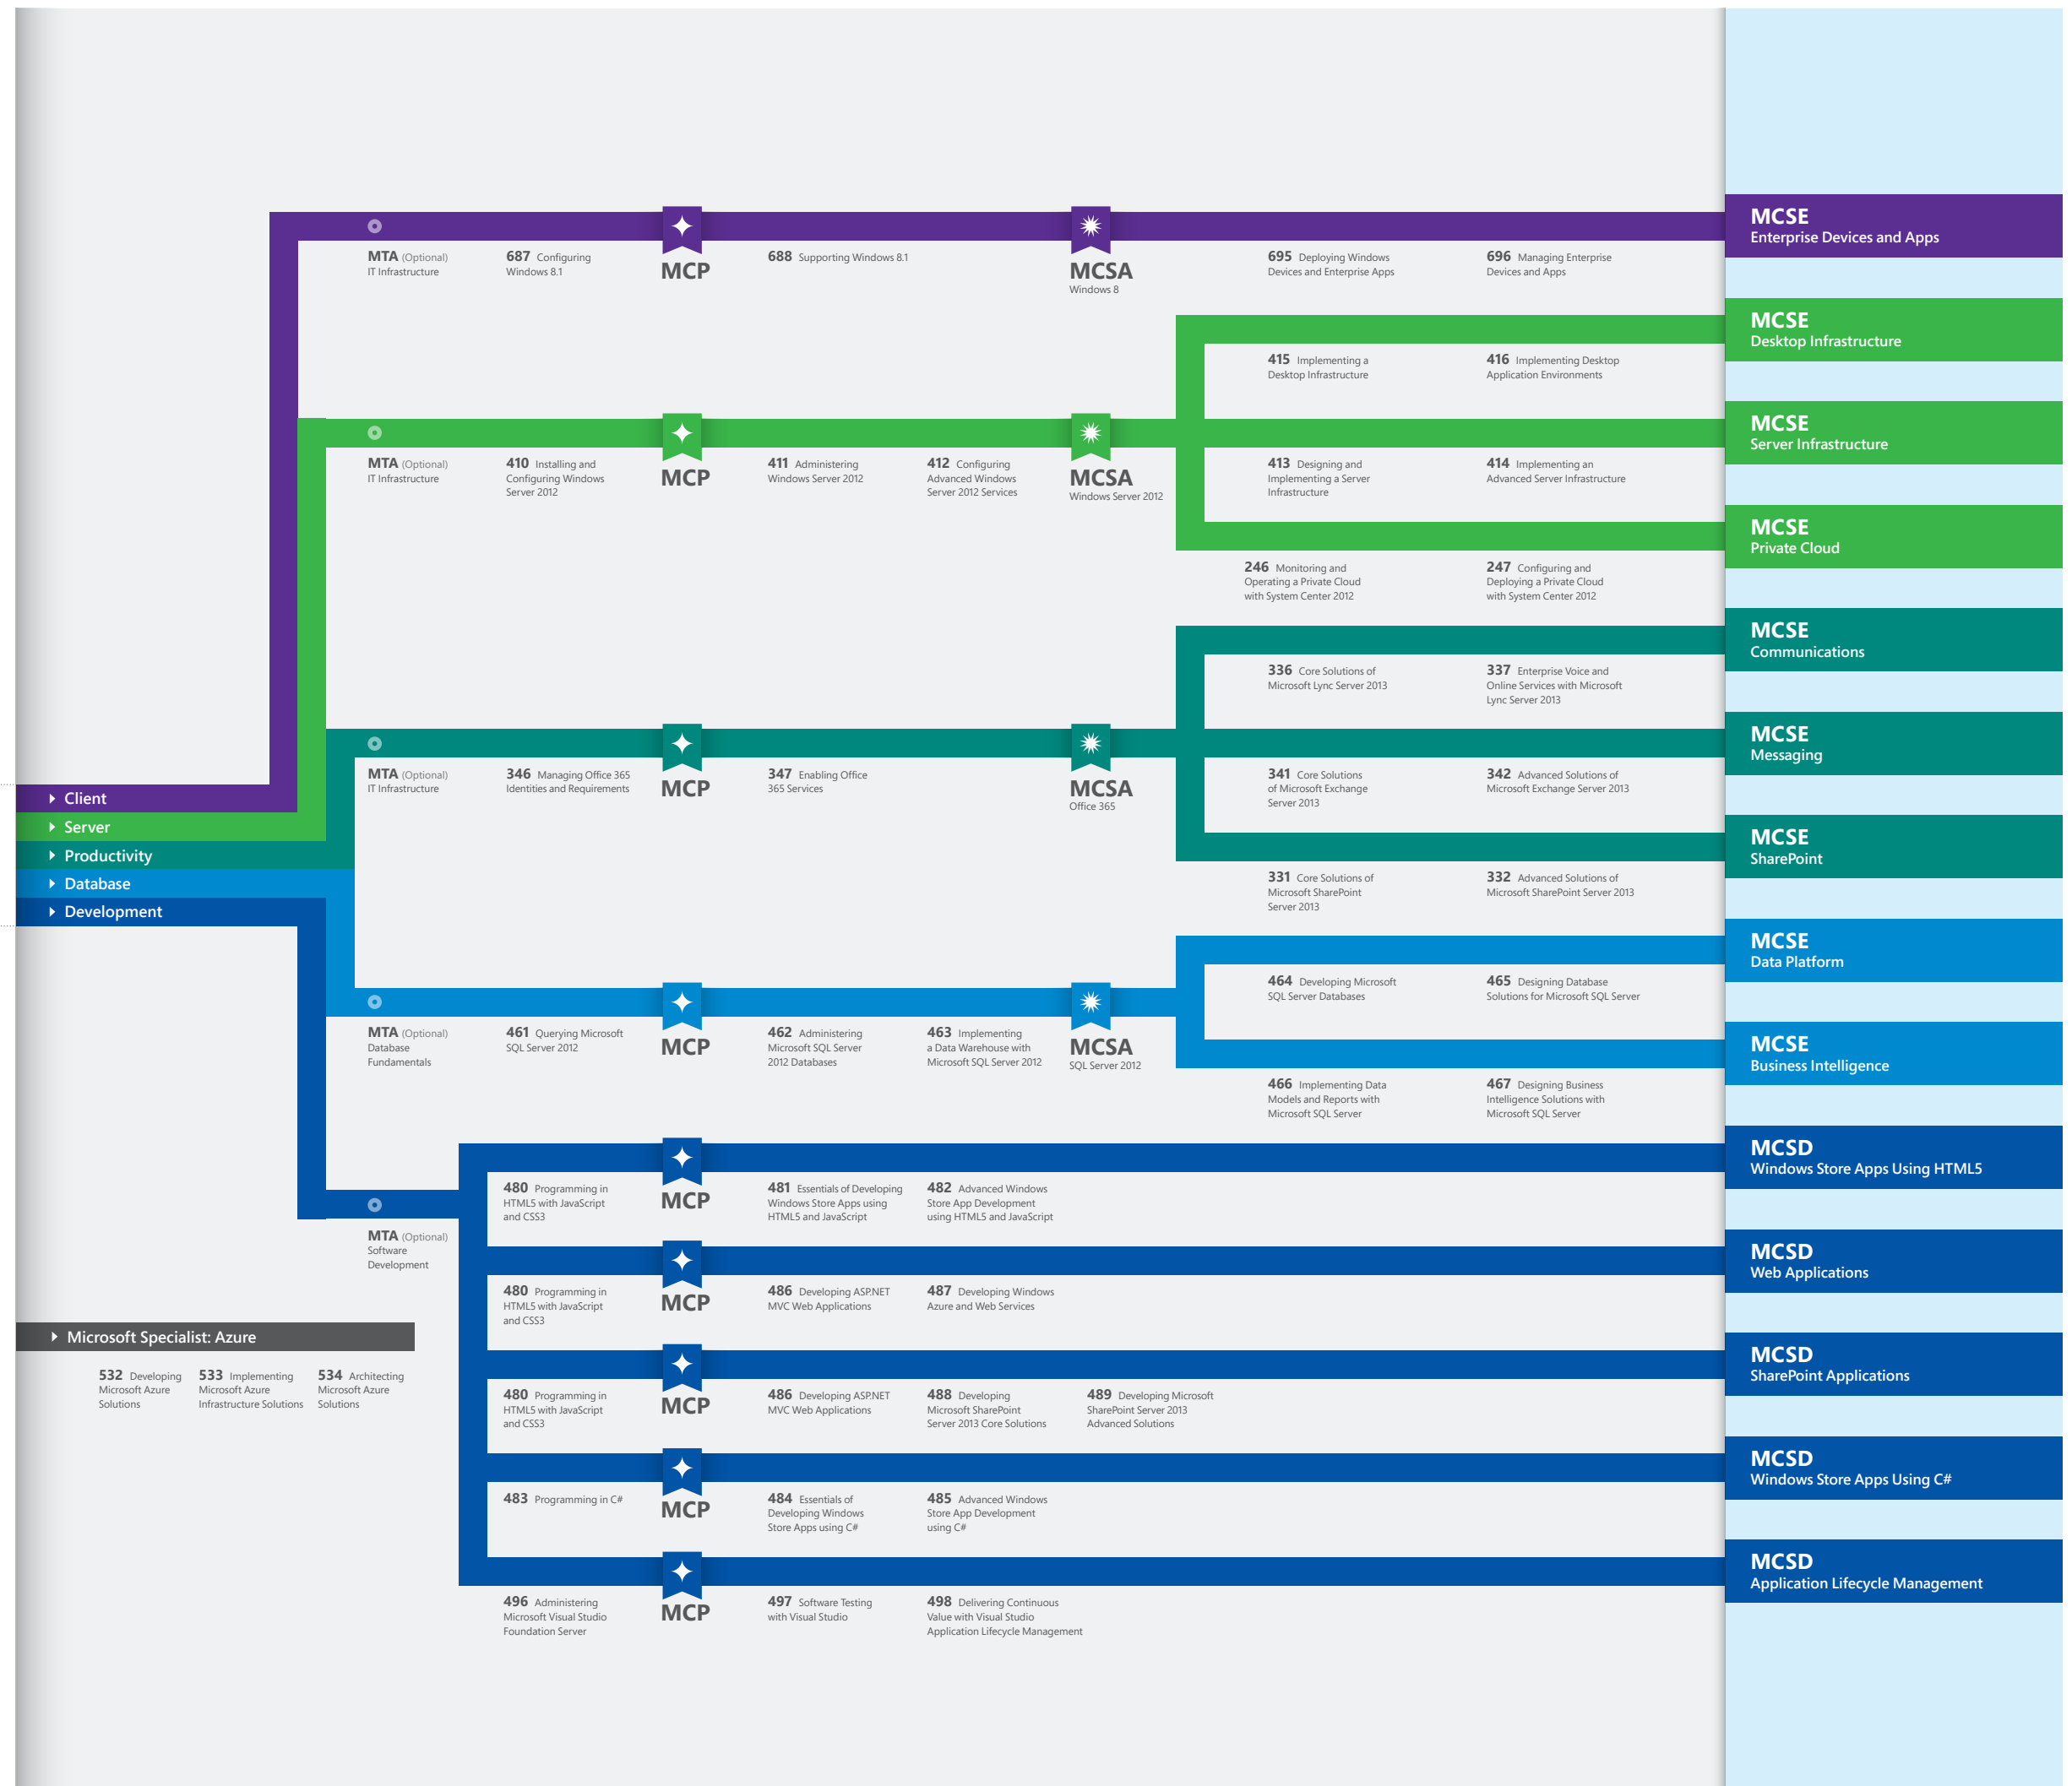 MCSE
Enterprise Devices and Apps
MTA (Optional)
IT Infrastructure
687 Configuring
Windows 8.1
MCP
688 Supporting Windows 8.1
MCSA
Windows 8
695 Deploying Windows
Devices and Enterprise Apps
696 Managing Enterprise
Devices and Apps
MCSE
Desktop Infrastructure
415 Implementing a
Desktop Infrastructure
416 Implementing Desktop
Application Environments
MCSE
Server Infrastructure
MTA (Optional)
IT Infrastructure
410 Installing and
Configuring Windows
Server 2012
MCP
411 Administering
Windows Server 2012
412 Configuring
Advanced Windows
Server 2012 Services
MCSA
Windows Server 2012
413 Designing and
Implementing a Server
Infrastructure
414 Implementing an
Advanced Server Infrastructure
MCSE
Private Cloud
246 Monitoring and
Operating a Private Cloud
with System Center 2012
247 Configuring and
Deploying a Private Cloud
with System Center 2012
MCSE
Communications
336 Core Solutions of
Microsoft Lync Server 2013
337 Enterprise Voice and
Online Services with Microsoft
Lync Server 2013
MCSE
Messaging
MTA (Optional)
IT Infrastructure
346 Managing Office 365
Identities and Requirements
MCP
347 Enabling Office
365 Services
MCSA
Office 365
341 Core Solutions
of Microsoft Exchange
Server 2013
342 Advanced Solutions of
Microsoft Exchange Server 2013
Client
Server
Productivity
Database
Development
MCSE
SharePoint
331 Core Solutions of
Microsoft SharePoint
Server 2013
332 Advanced Solutions of
Microsoft SharePoint Server 2013
MCSE
Data Platform
464 Developing Microsoft
SQL Server Databases
465 Designing Database
Solutions for Microsoft SQL Server
MTA (Optional)
Database
Fundamentals
461 Querying Microsoft
SQL Server 2012
MCP
462 Administering
Microsoft SQL Server
2012 Databases
463 Implementing
a Data Warehouse with
Microsoft SQL Server 2012
MCSA
SQL Server 2012
MCSE
Business Intelligence
466 Implementing Data
Models and Reports with
Microsoft SQL Server
467 Designing Business
Intelligence Solutions with
Microsoft SQL Server
MCSD
Windows Store Apps Using HTML5
MTA (Optional)
Software
Development
480 Programming in
HTML5 with JavaScript
and CSS3
MCP
481 Essentials of Developing
Windows Store Apps using
HTML5 and JavaScript
482 Advanced Windows
Store App Development
using HTML5 and JavaScript
MCSD
Web Applications
480 Programming in
HTML5 with JavaScript
and CSS3
MCP
486 Developing ASP.NET
MVC Web Applications
487 Developing Windows
Azure and Web Services
Microsoft Specialist: Azure
532 Developing
Microsoft Azure
Solutions
533 Implementing
Microsoft Azure
Infrastructure Solutions
534 Architecting
Microsoft Azure
Solutions
MCSD
SharePoint Applications
480 Programming in
HTML5 with JavaScript
and CSS3
MCP
486 Developing ASP.NET
MVC Web Applications
488 Developing
Microsoft SharePoint
Server 2013 Core Solutions
489 Developing Microsoft
SharePoint Server 2013
Advanced Solutions
MCSD
Windows Store Apps Using C#
483 Programming in C#
MCP
484 Essentials of
Developing Windows
Store Apps using C#
485 Advanced Windows
Store App Development
using C#
MCSD
Application Lifecycle Management
496 Administering
Microsoft Visual Studio
Foundation Server
MCP
497 Software Testing
with Visual Studio
498 Delivering Continuous
Value with Visual Studio
Application Lifecycle Management